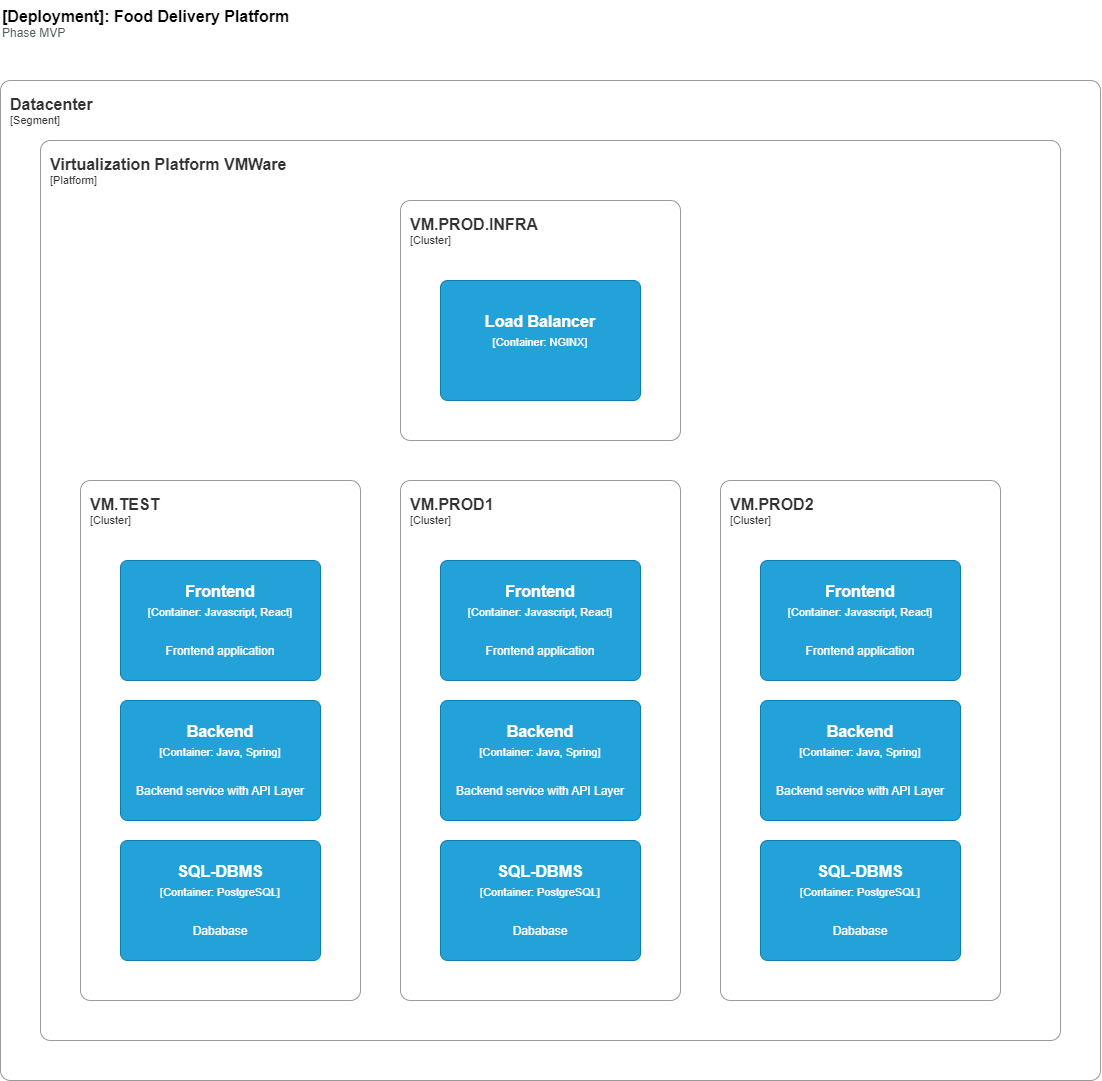 [Deployment]: Food Delivery Platform
Phase MVP
Datacenter
[Segment]
Virtualization Platform VMWare
[Platform]
VM.PROD.INFRA
[Cluster]
Load Balancer
[Container: NGINX]
VM.TEST
[Cluster]
Frontend
[Container: Javascript, React]
Frontend application
Backend
[Container: Java, Spring]
Backend service with API Layer
SQL-DBMS
[Container: PostgreSQL]
Dababase
VM.PROD1
[Cluster]
Frontend
[Container: Javascript, React]
Frontend application
Backend
[Container: Java, Spring]
Backend service with API Layer
SQL-DBMS
[Container: PostgreSQL]
Dababase
VM.PROD2
[Cluster]
Frontend
[Container: Javascript, React]
Frontend application
Backend
[Container: Java, Spring]
Backend service with API Layer
SQL-DBMS
[Container: PostgreSQL]
Dababase